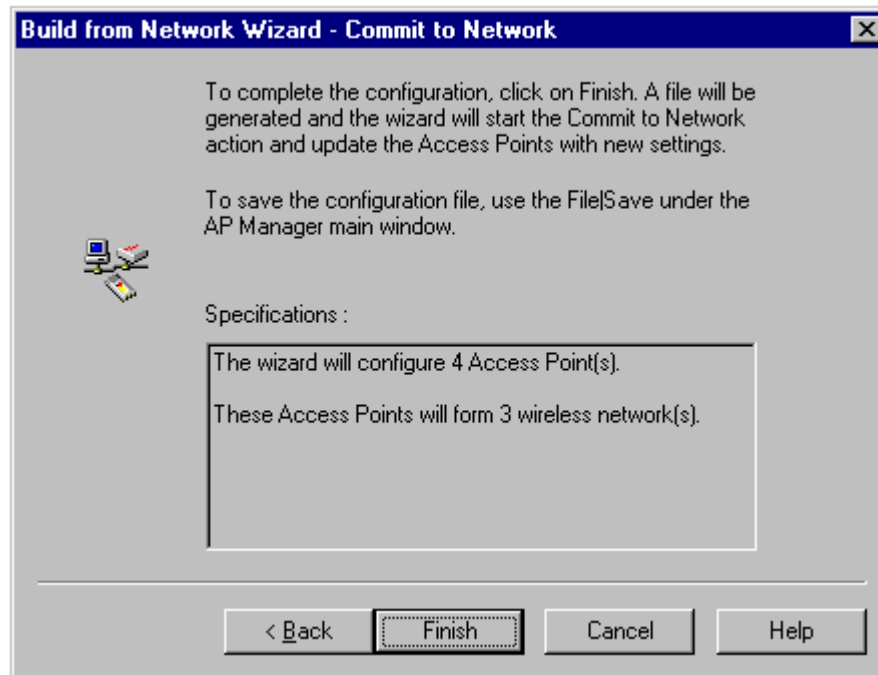 Build from Network Wizard - Commit to Network
To complete the configuration, click on Finish. A file will be
generated and the wizard will start the Commit to Network
action and update the Access Points with new settings.
To save the configuration file, use the File|Save under the
AP Manager main window.
Specifications :
The wizard will configure 4 Access Point(s).
These Access Points will form 3 wireless network(s).
< Back
Finish
Cancel
Help